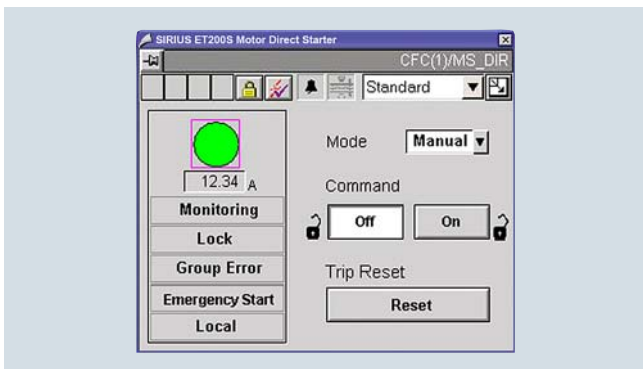 SIRIUS ET200S Motor Direct Starter
CFC(1)/MS_DIR
Standard
Mode
Manual
12.34 A
Command
Monitoring
Off
On
Lock
Group Error
Trip Reset
Emergency Start
Reset
Local